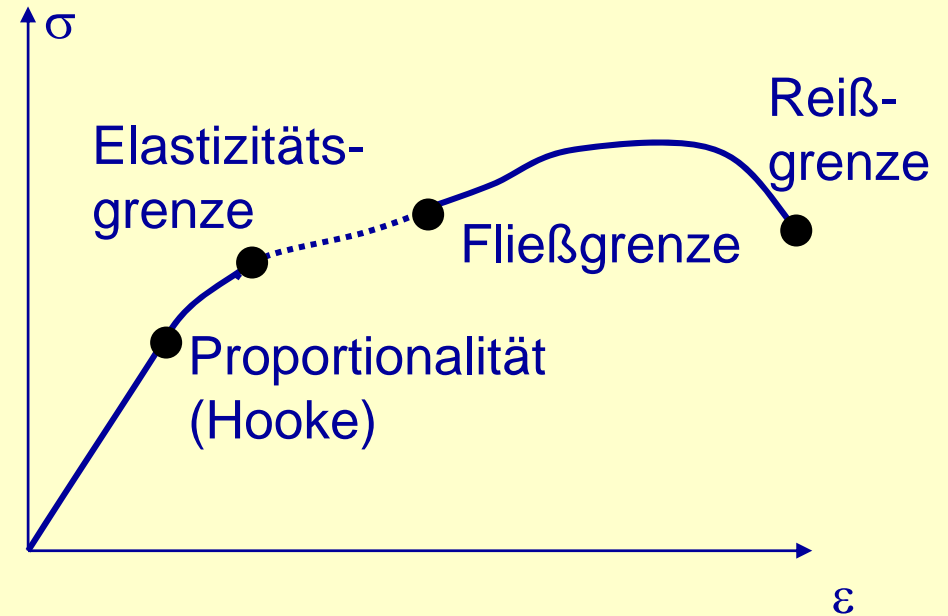 σ
Reiß-
grenze
Elastizitäts-
grenze
Fließgrenze
Proportionalität
(Hooke)
ε